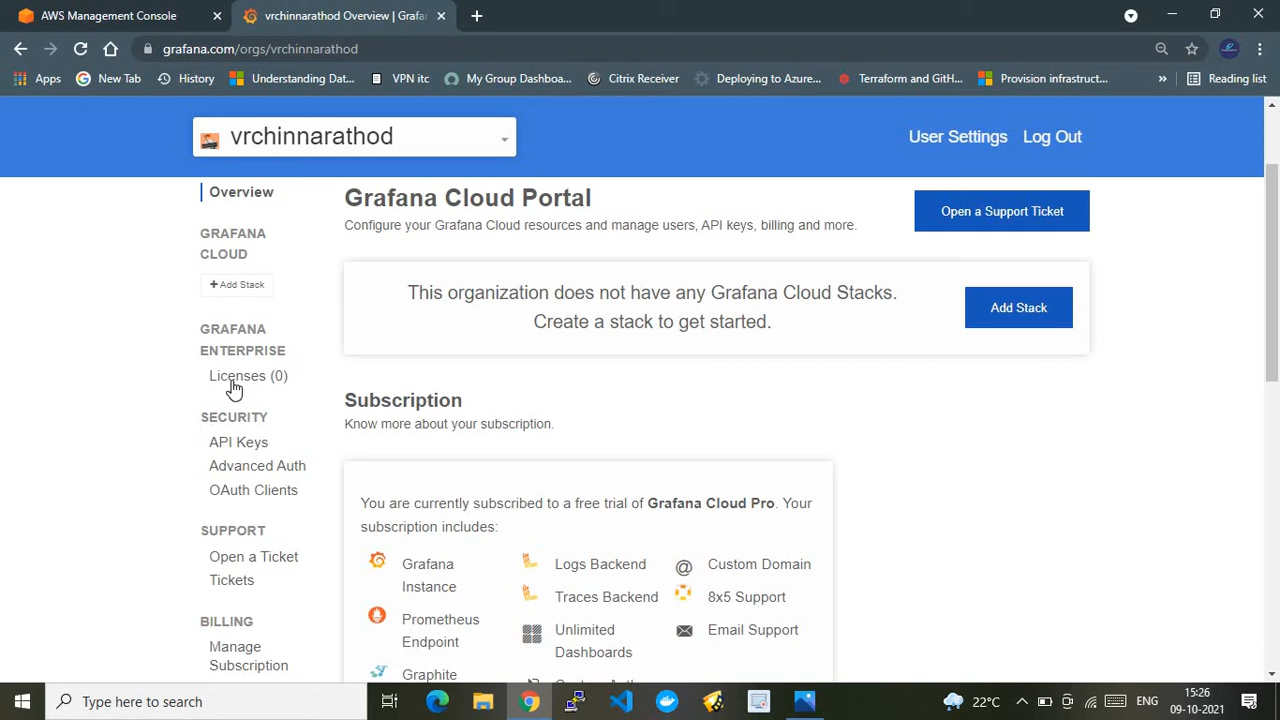 AWS Management Console
vrchinnarathod Overview | Grafa
grafana.com/orgs/vrchinnarathod
Apps
New Tab
History
Understanding Dat...
VPN itc
My Group Dashboa...
Citrix Receiver
Deploying to Azure...
Terraform and GitH...
Provision infrastruct...
»
Reading list
vrchinnarathod
User Settings
Log Out
Overview
GRAFANA
CLOUD
+ Add Stack
GRAFANA
ENTERPRISE
Licenses (0)
SECURITY
API Keys
Advanced Auth
OAuth Clients
SUPPORT
Open a Ticket
Tickets
BILLING
Manage
Subscription
Grafana Cloud Portal
Configure your Grafana Cloud resources and manage users, API keys, billing and more.
Open a Support Ticket
This organization does not have any Grafana Cloud Stacks.
Create a stack to get started.
Add Stack
Subscription
Know more about your subscription.
You are currently subscribed to a free trial of Grafana Cloud Pro. Your
subscription includes:
Grafana
Instance
Prometheus
Endpoint
Graphite
Logs Backend
Traces Backend
Unlimited
Dashboards
@ Custom Domain
8x5 Support
Email Support
Type here to search
22°C
ENG
15:26
09-10-2021